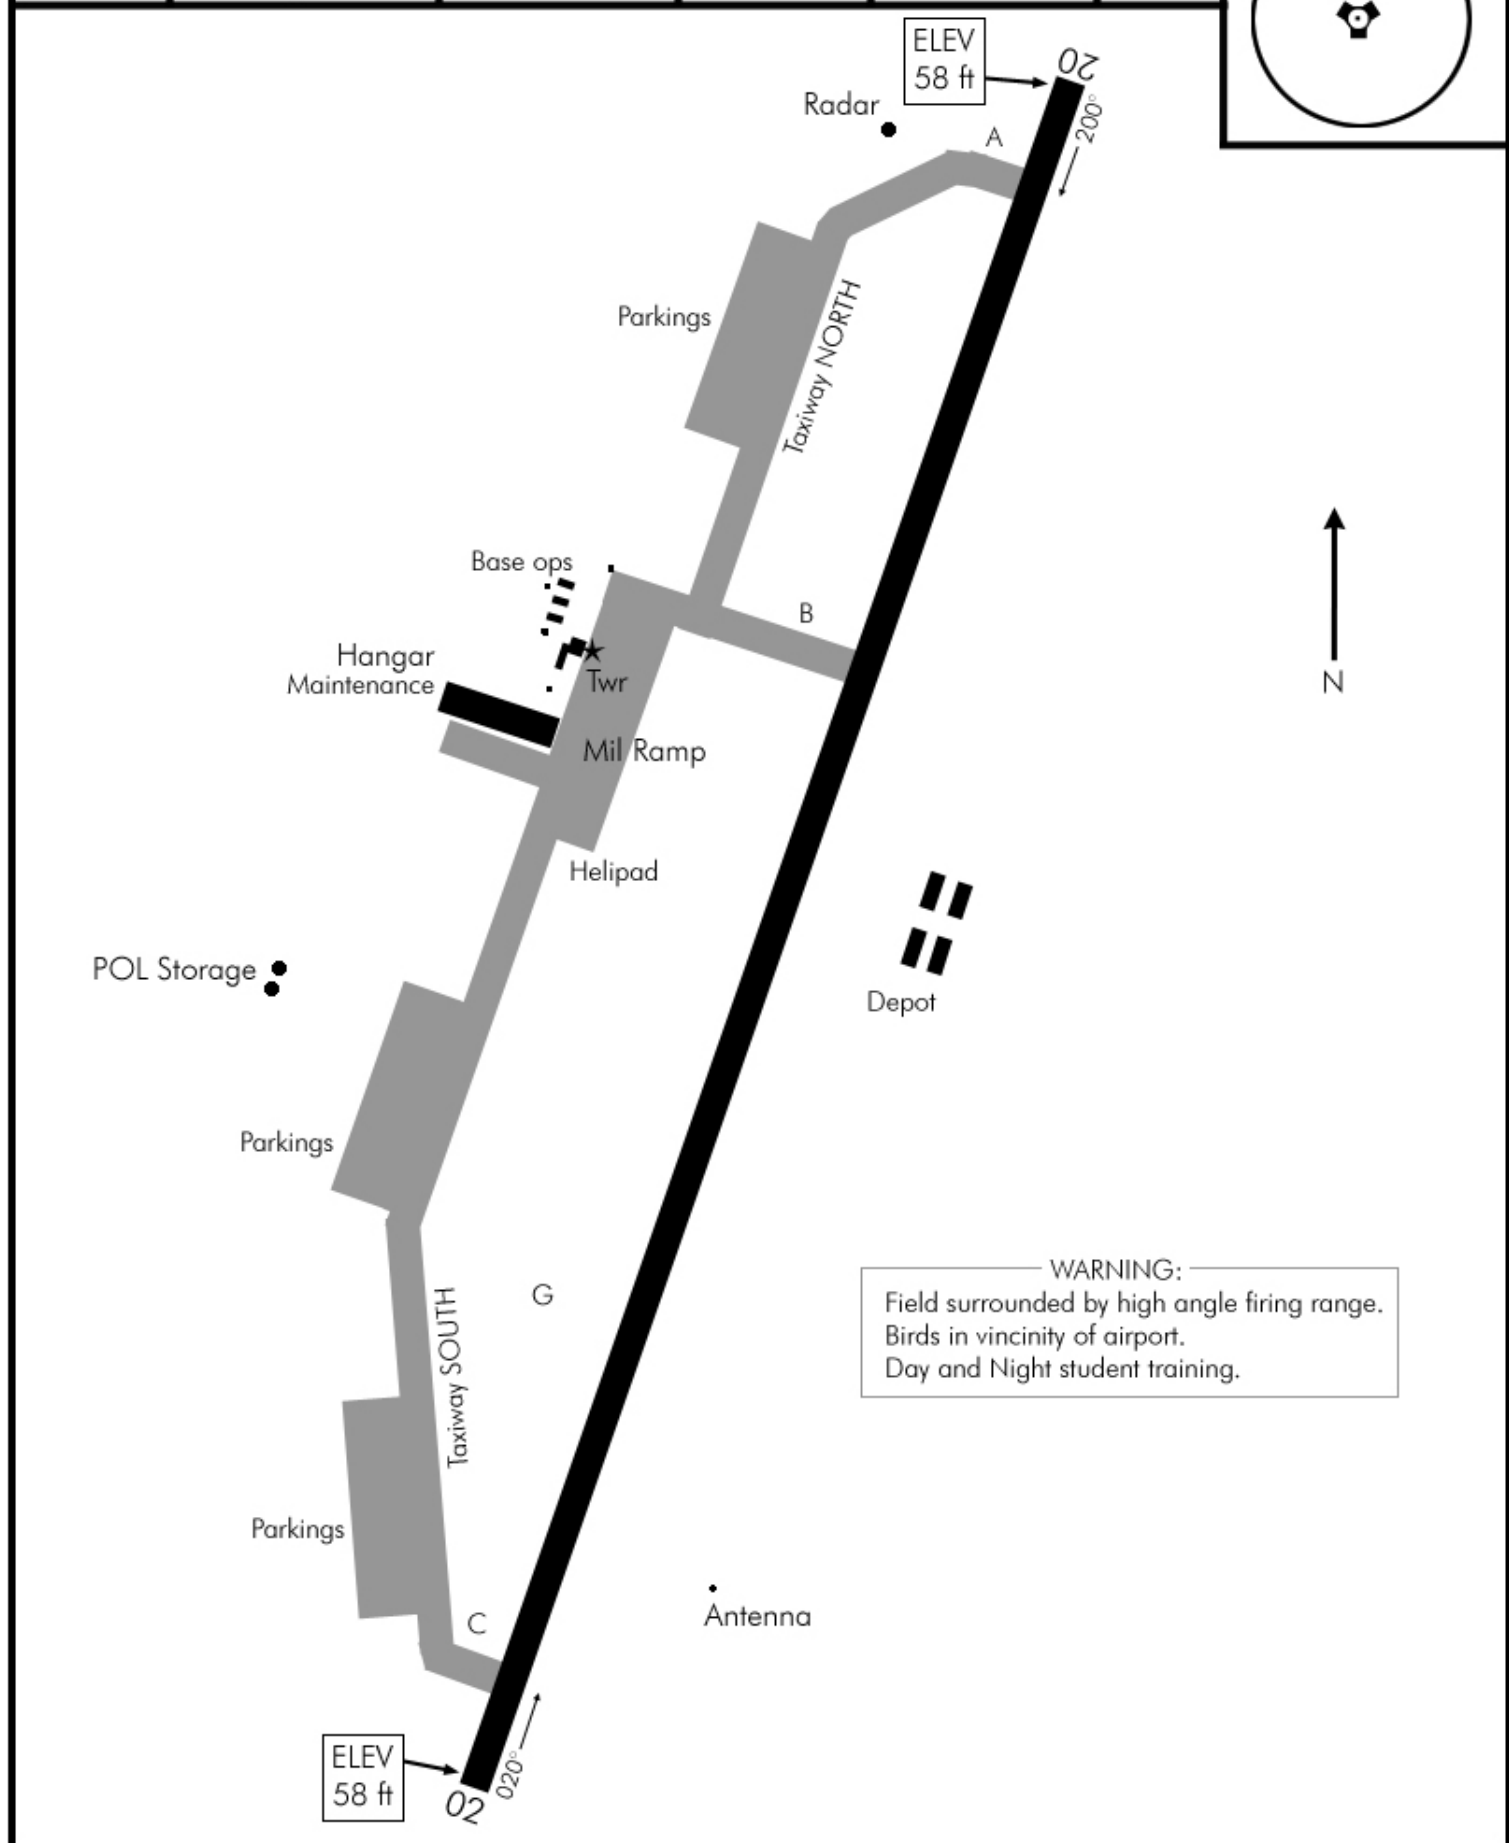 ELEV
58 ft
20
200°
Radar
A
Parkings
Taxiway NORTH
Base ops
B
Hangar
Maintenance
Twr
Mil Ramp
N
Helipad
POL Storage
Depot
Parkings
WARNING:
Field surrounded by high angle firing range.
Birds in vincinity of airport.
Day and Night student training.
G
Taxiway SOUTH
Parkings
Antenna
C
ELEV
58 ft
020°
02